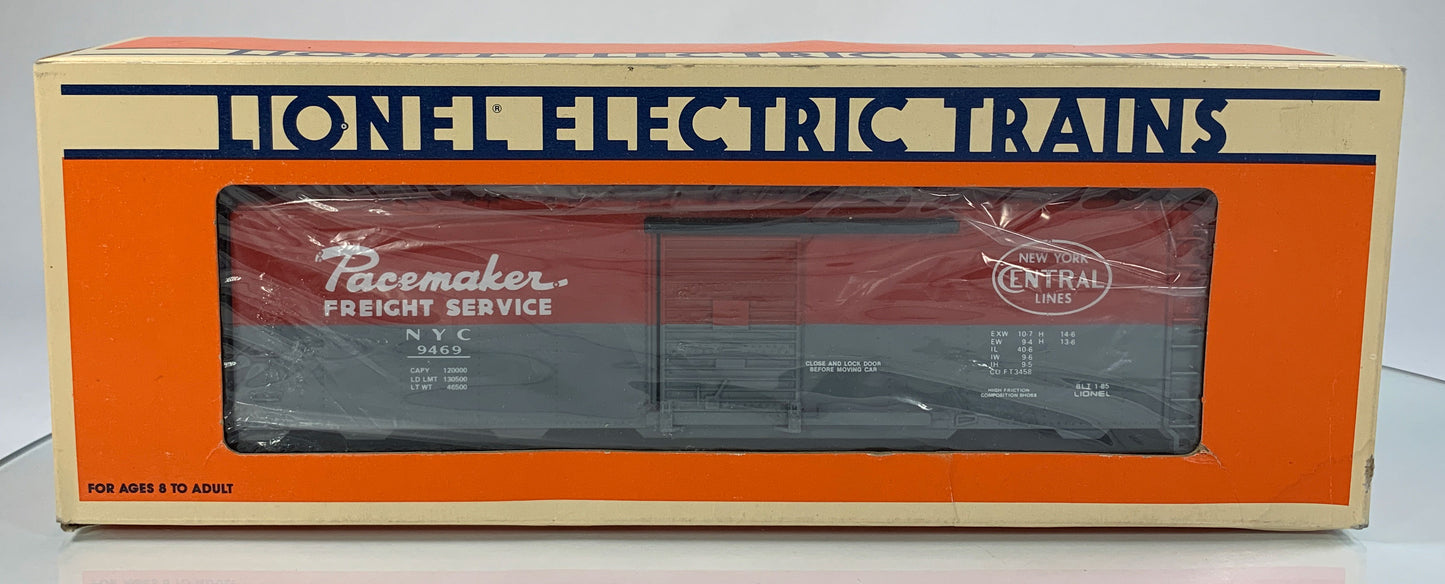 LIONEL ELECTRIC TRAINS
LIONEL® ELECTRIC TRAINS
Pacemaker
FREIGHT SERVICE
NYC
9469
CAPY 120000
LD LMT 130500
LT WT 46500
CLOSE AND LOCK DOOR
BEFORE MOVING CAR
NEW YORK
CENTRAL
LINES
EXW 10-7 H 14-6
EW 9-4 H 13-6
IL 40-6
IW 9-6
IH 9-5
CU FT 3458
HIGH FRICTION
COMPOSITION SHOES
BLT 1-85
LIONEL
FOR AGES 8 TO ADULT